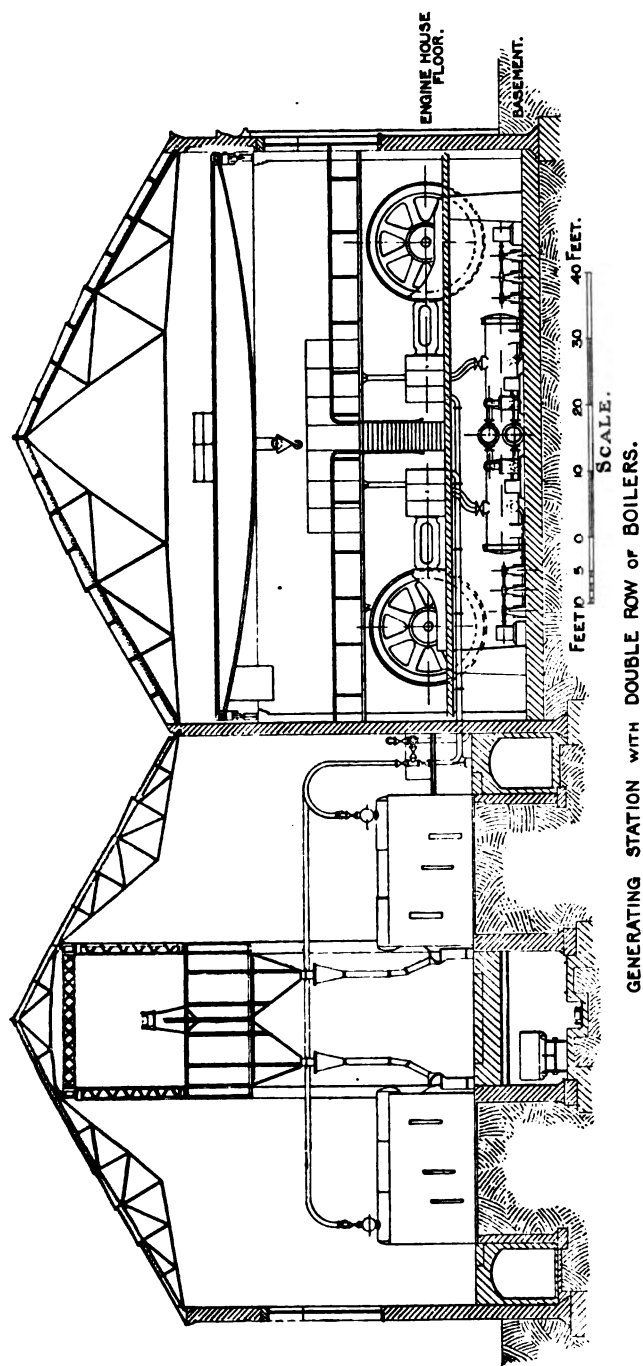 ENGINE HOUSE
FLOOR.
BASEMENT.
FEET 10 5 0 10 20 30 40 FEET.
SCALE.
GENERATING STATION WITH DOUBLE ROW OF BOILERS.